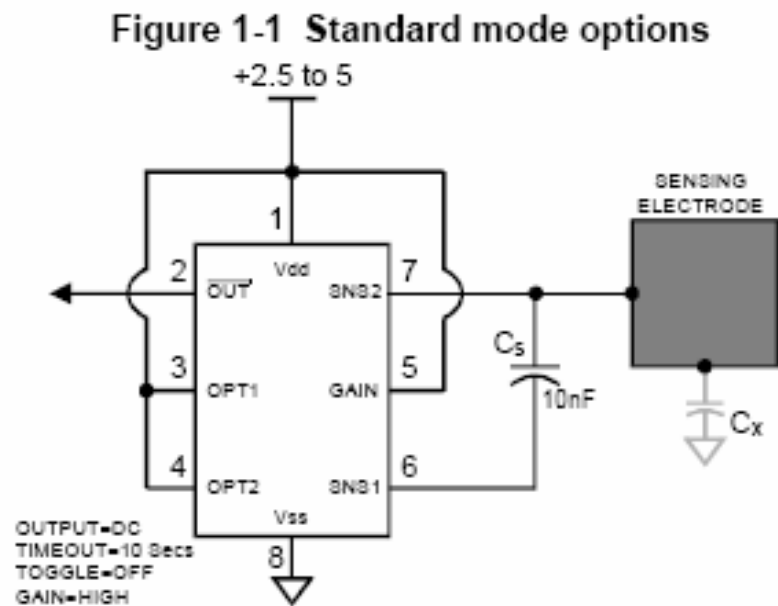 Figure 1-1 Standard mode options
+2.5 to 5
SENSING
ELECTRODE
1
Vdd
2
OUT
SNS2
7
3
OPT1
GAIN
5
Cs
10nF
Cx
4
OPT2
SNS1
6
Vss
8
OUTPUT=DC
TIMEOUT=10 Secs
TOGGLE=OFF
GAIN=HIGH